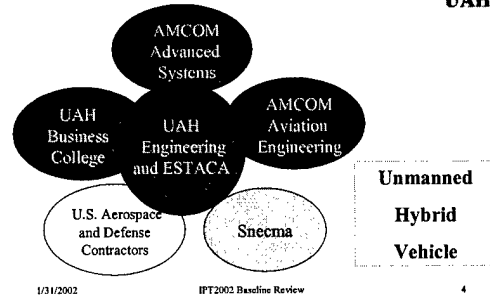 UAH
AMCOM
Advanced
Systems
UAH
Business
College
UAH
Engineering
and ESTACA
AMCOM
Aviation
Engineering
U.S. Aerospace
and Defense
Contractors
Snecma
Unmanned
Hybrid
Vehicle
1/31/2002
IPT2002 Baseline Review
4